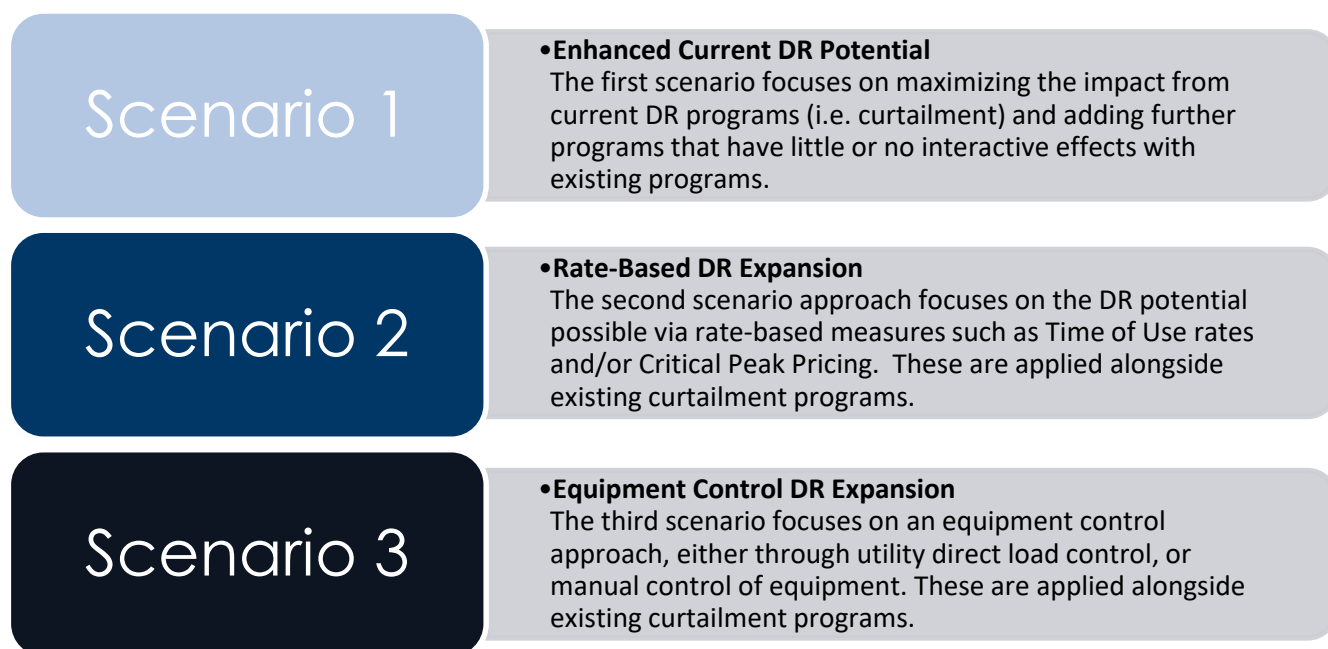 Scenario 1
•Enhanced Current DR Potential
The first scenario focuses on maximizing the impact from
current DR programs (i.e. curtailment) and adding further
programs that have little or no interactive effects with
existing programs.
Scenario 2
•Rate-Based DR Expansion
The second scenario approach focuses on the DR potential
possible via rate-based measures such as Time of Use rates
and/or Critical Peak Pricing.  These are applied alongside
existing curtailment programs.
Scenario 3
•Equipment Control DR Expansion
The third scenario focuses on an equipment control
approach, either through utility direct load control, or
manual control of equipment. These are applied alongside
existing curtailment programs.